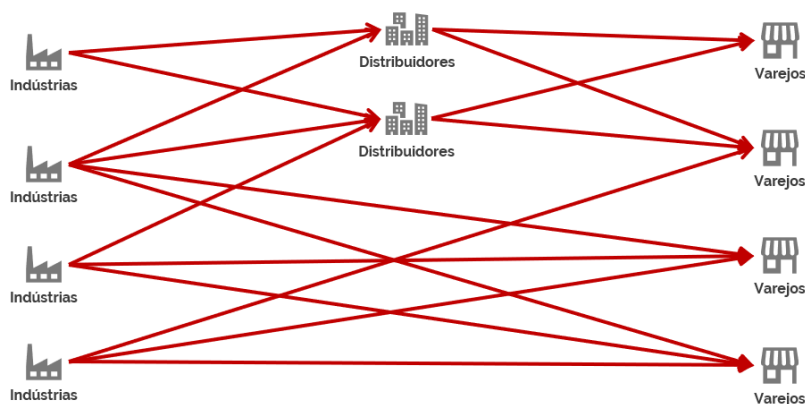 Indústrias
Distribuidores
Varejos
Indústrias
Distribuidores
Varejos
Indústrias
Varejos
Indústrias
Varejos